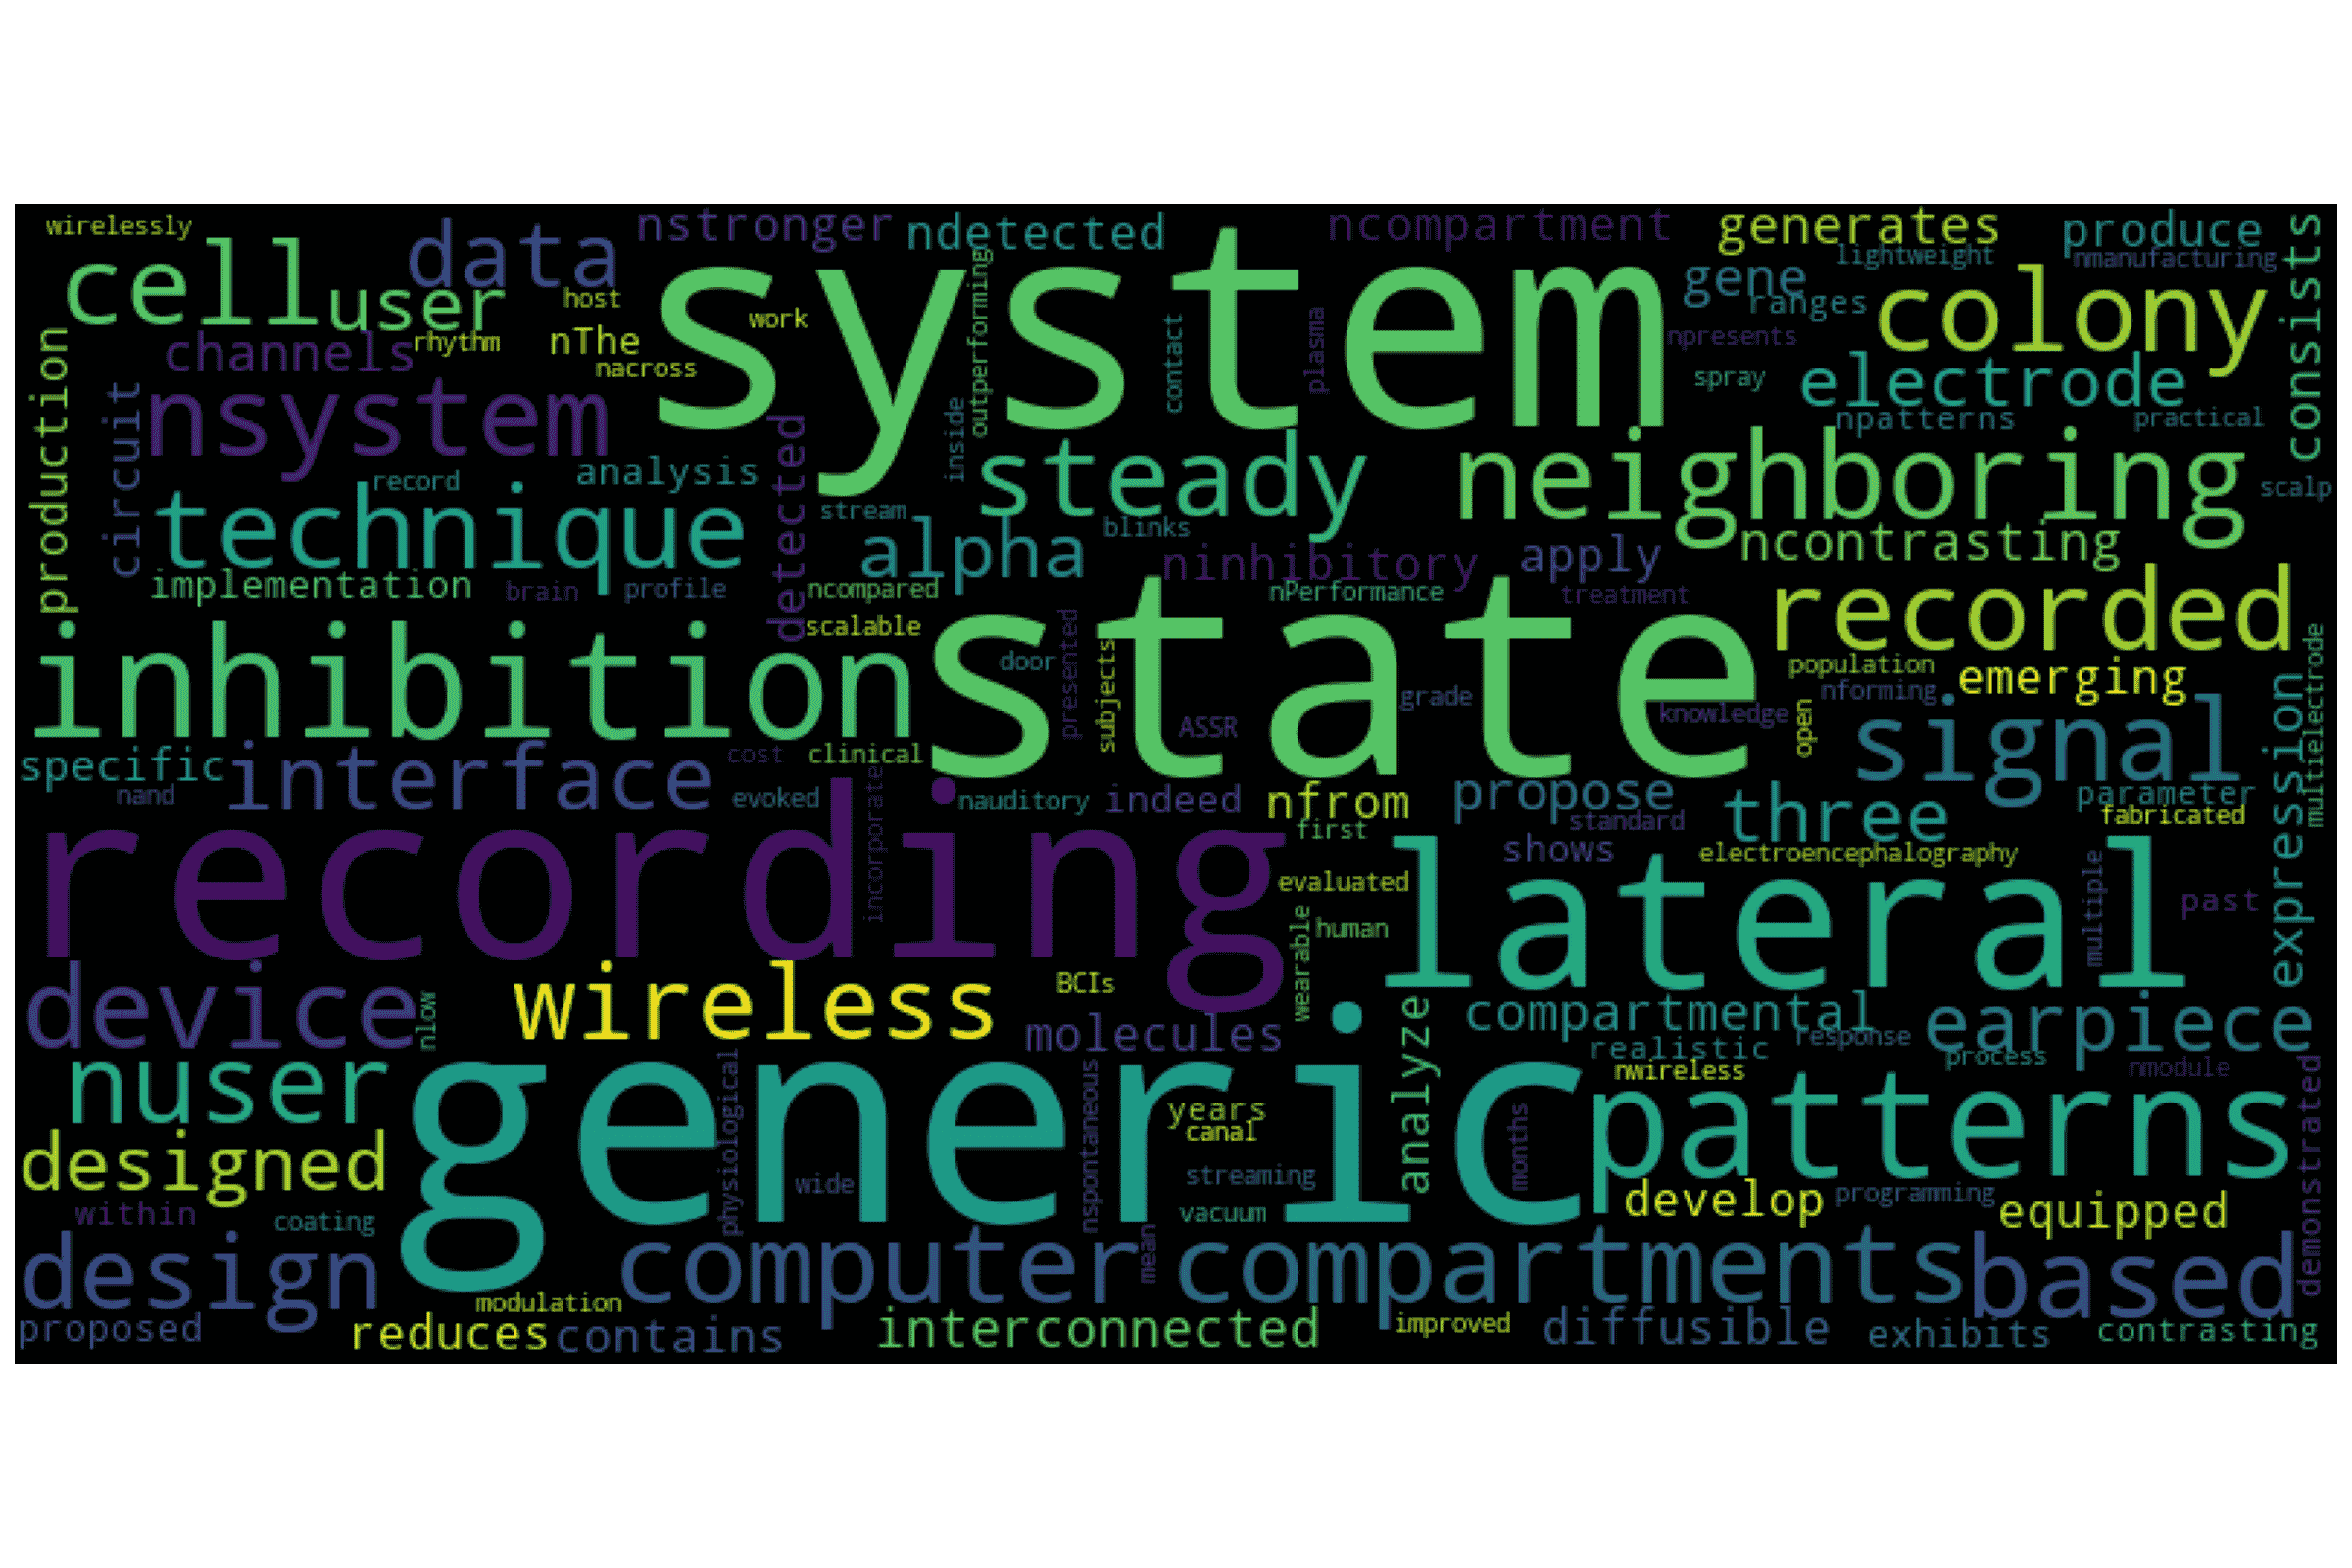 wirelessly
cell
user
data
nstronger
ndetected
ncompartment
generates
produce
consists
host
work
system
gene
lightweight
nmanufacturing
ranges
colony
channels
rhythm
nThe
nacross
outperforming
contact
plasma
npresents
spray
electrode
npatterns
practical
production
circuit
nsystem
detected
inside
steady
neighboring
scalp
technique
record
analysis
stream
blinks
alpha
ncontrasting
implementation
brain
profile
ncompared
ninhibitory
nPerformance
apply
treatment
recorded
inhibition
scalable
state
door
presented
subjects
ASSR
grade
knowledge
population
nforming
emerging
open
signal
expression
multielectrode
specific
nand
interface
cost
clinical
evoked
incorporate
nauditory
indeed
nfrom
first
propose
standard
shows
three
parameter
fabricated
electroencephalography
recording
evaluated
wearable
human
lateral
multiple
past
device
nlow
wireless
BCIs
molecules
analyze
compartmental
realistic
response
earpiece
process
nwireless
nmodule
nuser
generic
physiological
nspontaneous
years
canal
months
patterns
demonstrated
designed
within
coating
wide
streaming
vacuum
mean
develop
programming
equipped
design
computer
compartments
based
modulation
proposed
reduces
contains
interconnected
improved
diffusible
exhibits
contrasting